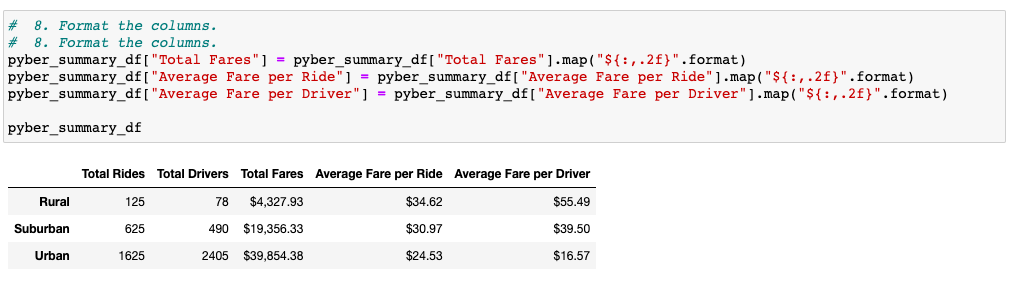 #  8. Format the columns.
#  8. Format the columns.
pyber_summary_df["Total Fares"] = pyber_summary_df["Total Fares"].map("${:,.2f}".format)
pyber_summary_df["Average Fare per Ride"] = pyber_summary_df["Average Fare per Ride"].map("${:,.2f}".format)
pyber_summary_df["Average Fare per Driver"] = pyber_summary_df["Average Fare per Driver"].map("${:,.2f}".format)
pyber_summary_df
Total Rides Total Drivers Total Fares Average Fare per Ride Average Fare per Driver
Rural 125 78 $4,327.93 $34.62 $55.49
Suburban 625 490 $19,356.33 $30.97 $39.50
Urban 1625 2405 $39,854.38 $24.53 $16.57